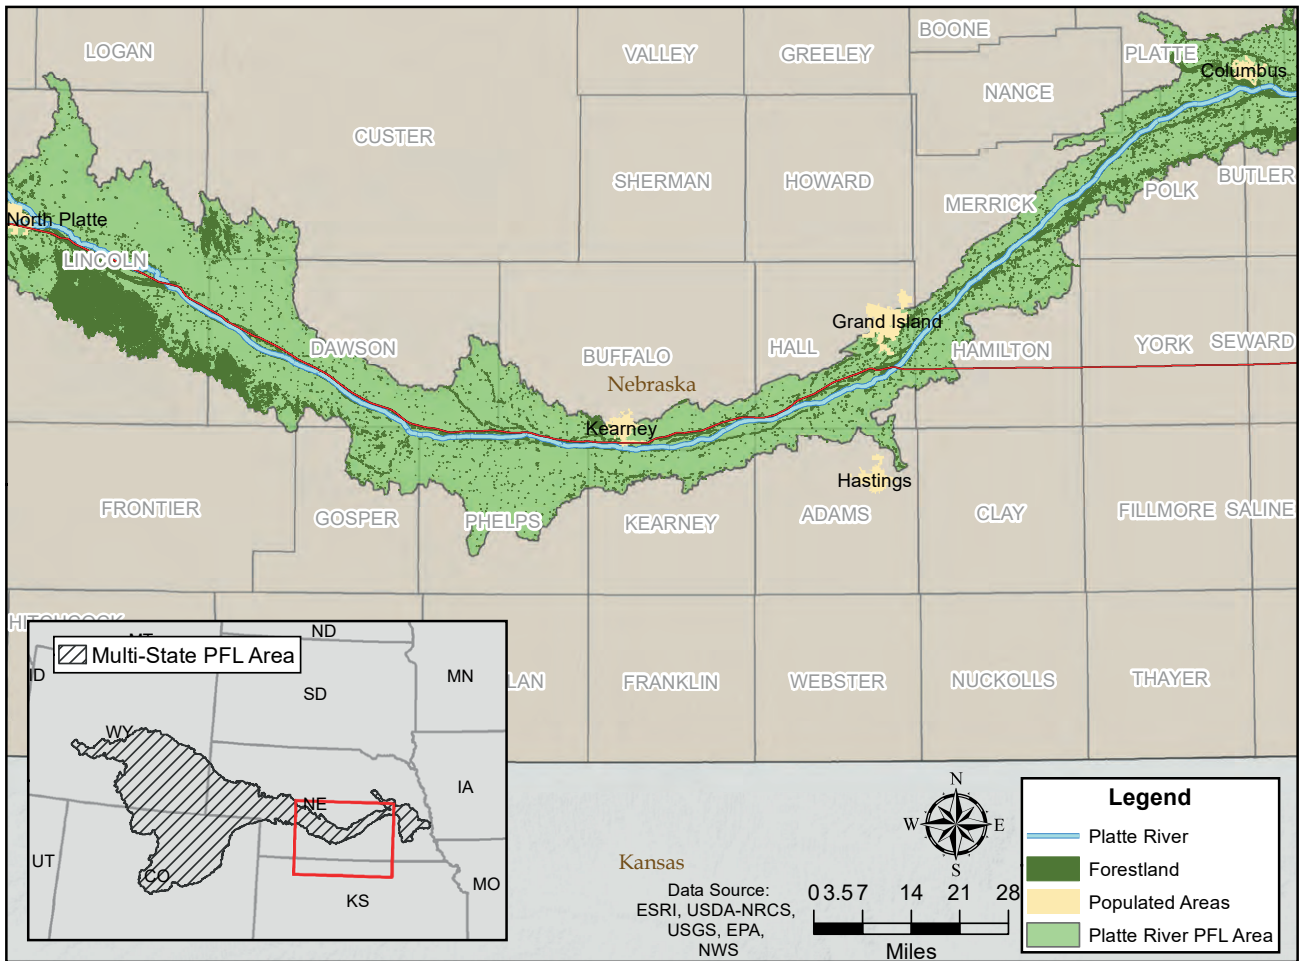 LOGAN
VALLEY
GREELEY
BOONE
PLATTE
Columbus
NANCE
CUSTER
SHERMAN
HOWARD
MERRICK
POLK
BUTLER
North Platte
LINCOLN
DAWSON
BUFFALO
HALL
Grand Island
HAMILTON
YORK
SEWARD
Nebraska
Kearney
Hastings
FRONTIER
GOSPER
PHELPS
KEARNEY
ADAMS
CLAY
FILLMORE
SALINE
HITCHCOCK
LAN
FRANKLIN
WEBSTER
NUCKOLLS
THAYER
MT
ND
Multi-State PFL Area
ID
SD
MN
WY
NE
IA
UT
CO
KS
MO
Kansas
Data Source:
ESRI, USDA-NRCS,
USGS, EPA,
NWS
N
W
E
S
0 3.5 7 14 21 28
Miles
Legend
Platte River
Forestland
Populated Areas
Platte River PFL Area